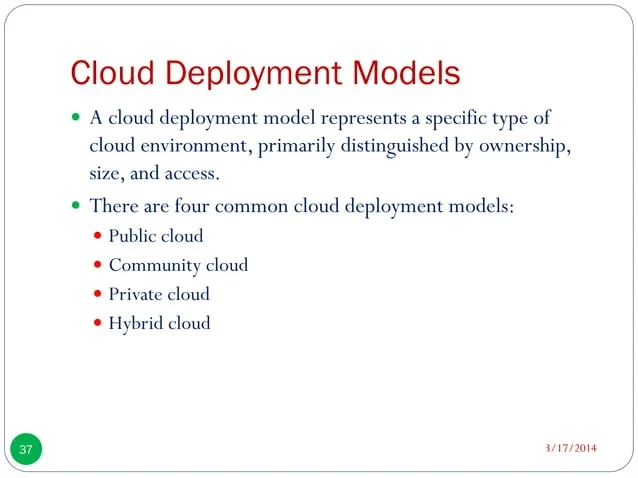 Cloud Deployment Models
A cloud deployment model represents a specific type of
cloud environment, primarily distinguished by ownership,
size, and access.
There are four common cloud deployment models:
Public cloud
Community cloud
Private cloud
Hybrid cloud
37
3/17/2014